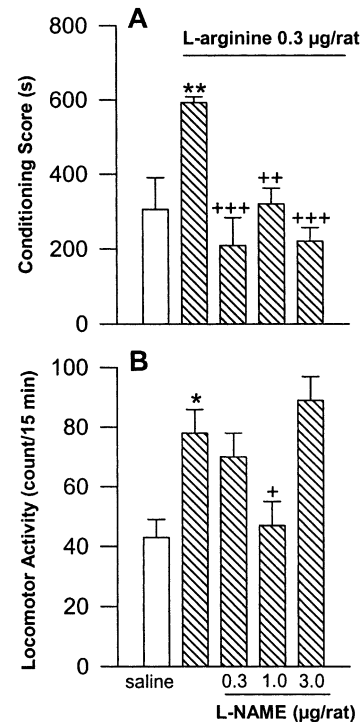 A
L-arginine 0.3 µg/rat
Conditioning Score (s)
800
600
400
200
0
**
+++
++
+++
B
Locomotor Activity (count/15 min)
100
80
60
40
20
0
*
+
saline
0.3 1.0 3.0
L-NAME (µg/rat)